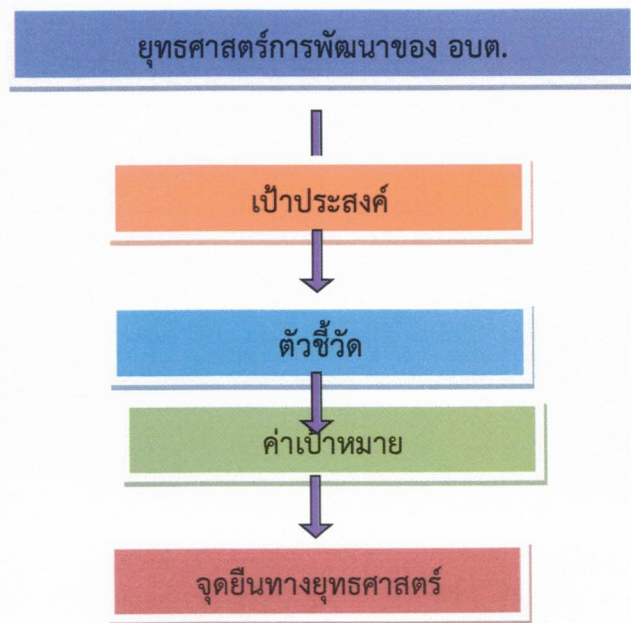 ยุทธศาสตร์การพัฒนาของ อบต.
เป้าประสงค์
ตัวชี้วัด
ค่าเป้าหมาย
จุดยืนทางยุทธศาสตร์